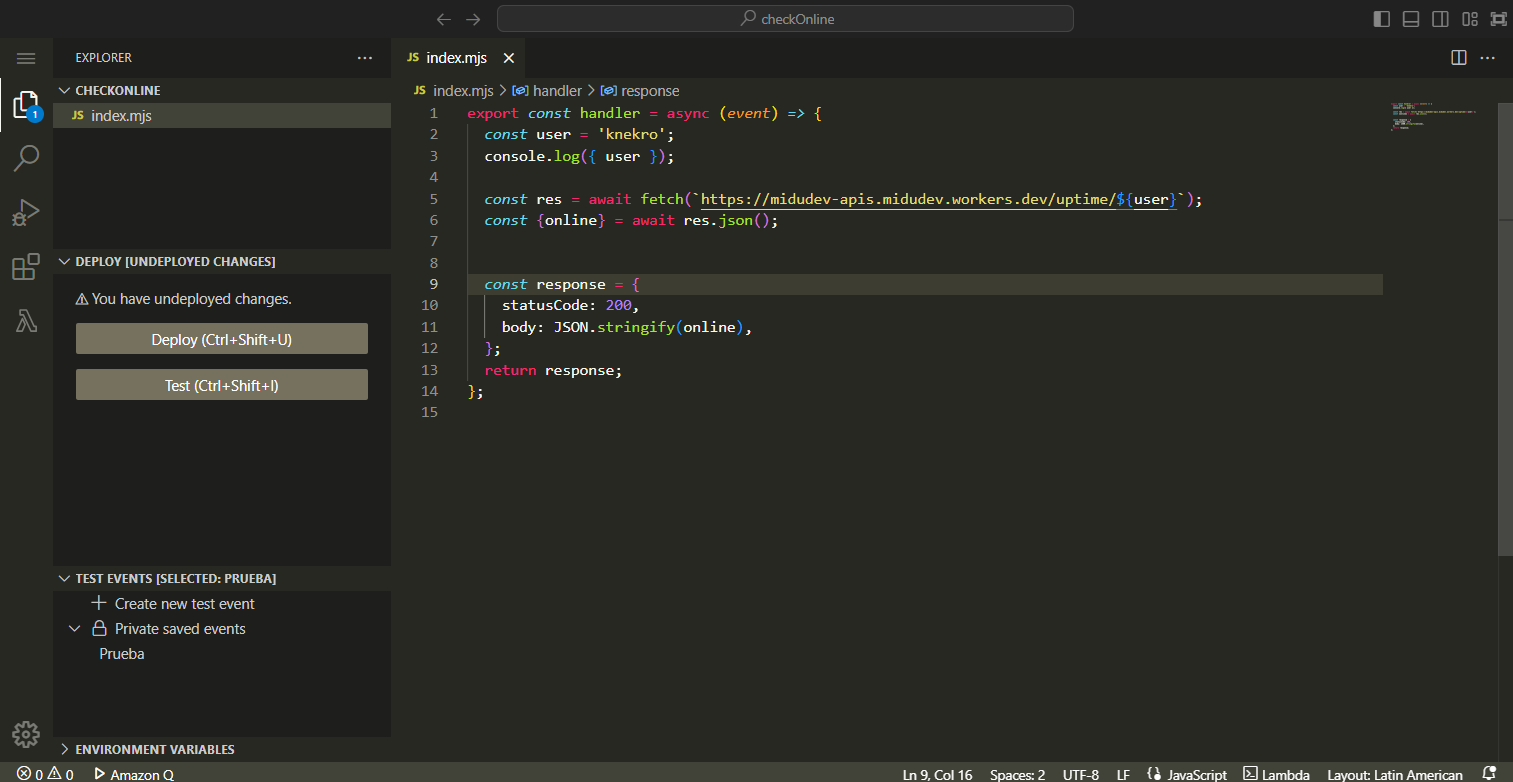 checkOnline
EXPLORER
CHECKONLINE
JS index.mjs
1
DEPLOY [UNDEPLOYED CHANGES]
You have undeployed changes.
Deploy (Ctrl+Shift+U)
Test (Ctrl+Shift+I)
TEST EVENTS [SELECTED: PRUEBA]
Create new test event
Private saved events
Prueba
ENVIRONMENT VARIABLES
JS index.mjs
JS index.mjs > handler > response
1 export const handler = async (event) => {
2 const user = 'knekro';
3 console.log({ user });
4
5 const res = await fetch(`https://midudev-apis.midudev.workers.dev/uptime/${user}`);
6 const {online} = await res.json();
7
8
9 const response = {
10 statusCode: 200,
11 body: JSON.stringify(online),
12 };
13 return response;
14 };
15
0 0 Amazon Q Ln 9, Col 16 Spaces: 2 UTF-8 LF JavaScript Lambda Layout: Latin American